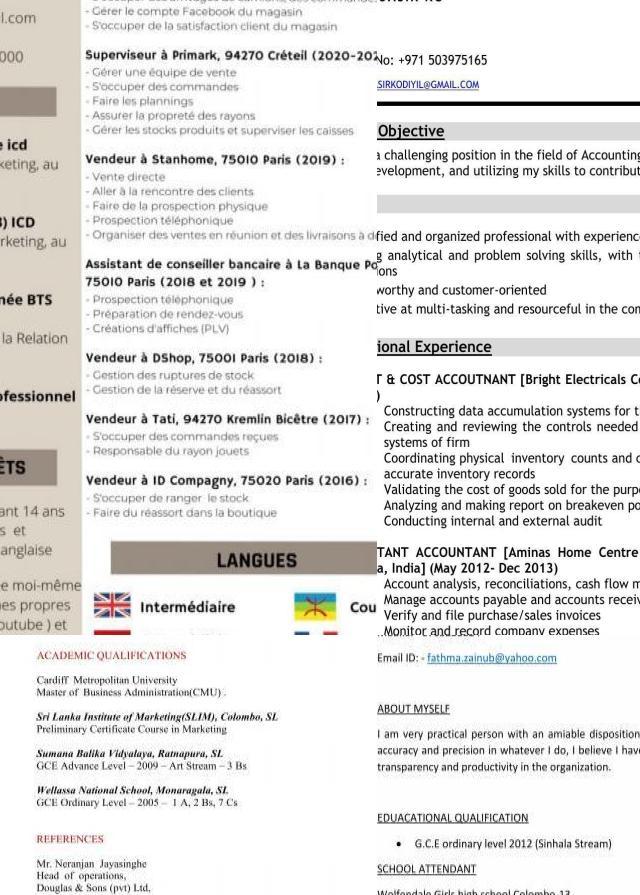 l.com
000
e icd
keting, au
3) ICD
rketing, au
née BTS
la Relation
ofessionnel
ÊTS
ant 14 ans
s et
anglaise
e moi-même
nes propres
outube ) et
- Gérer le compte Facebook du magasin
- S'occuper de la satisfaction client du magasin
Superviseur à Primark, 94270 Créteil (2020-202
- Gérer une équipe de vente
- S'occuper des commandes
- Faire les plannings
- Assurer la propreté des rayons
- Gérer les stocks produits et superviser les caisses
Vendeur à Stanhome, 75010 Paris (2019) :
- Vente directe
- Aller à la rencontre des clients
- Faire de la prospection physique
- Prospection téléphonique
- Organiser des ventes en réunion et des livraisons à d
Assistant de conseiller bancaire à La Banque Po
75010 Paris (2018 et 2019 ) :
- Prospection téléphonique
- Préparation de rendez-vous
- Créations d'affiches (PLV)
Vendeur à DShop, 75001 Paris (2018) :
- Gestion des ruptures de stock
- Gestion de la réserve et du réassort
Vendeur à Tati, 94270 Kremlin Bicêtre (2017) :
- S'occuper des commandes reçues
- Responsable du rayon jouets
Vendeur à ID Compagny, 75020 Paris (2016) :
- S'occuper de ranger le stock
- Faire du réassort dans la boutique
LANGUES
Intermédiaire
Cou
No: +971 503975165
SIRKODIYIL@GMAIL.COM
Objective
a challenging position in the field of Accounting
evelopment, and utilizing my skills to contribut
fied and organized professional with experience
g analytical and problem solving skills, with
ions
worthy and customer-oriented
tive at multi-tasking and resourceful in the con
ional Experience
T & COST ACCOUTNANT [Bright Electricals Co
)
Constructing data accumulation systems for t
Creating and reviewing the controls needed
systems of firm
Coordinating physical inventory counts and c
accurate inventory records
Validating the cost of goods sold for the purp
Analyzing and making report on breakeven po
Conducting internal and external audit
TANT ACCOUNTANT [Aminas Home Centre
a, India] (May 2012- Dec 2013)
Account analysis, reconciliations, cash flow m
Manage accounts payable and accounts receiv
Verify and file purchase/sales invoices
Monitor and record company expenses
ACADEMIC QUALIFICATIONS
Cardiff Metropolitan University
Master of Business Administration(CMU) .
Sri Lanka Institute of Marketing(SLIM), Colombo, SL
Preliminary Certificate Course in Marketing
Sumana Balika Vidyalaya, Ratnapura, SL
GCE Advance Level – 2009 – Art Stream – 3 Bs
Wellassa National School, Monaragala, SL
GCE Ordinary Level – 2005 – 1 A, 2 Bs, 7 Cs
REFERENCES
Mr. Neranjan Jayasinghe
Head of operations,
Douglas & Sons (pvt) Ltd,
Email ID: - fathma.zainub@yahoo.com
ABOUT MYSELF
I am very practical person with an amiable disposition
accuracy and precision in whatever I do, I believe I have
transparency and productivity in the organization.
EDUACATIONAL QUALIFICATION
• G.C.E ordinary level 2012 (Sinhala Stream)
SCHOOL ATTENDANT
Wolfendale Girls high school Colombo 13